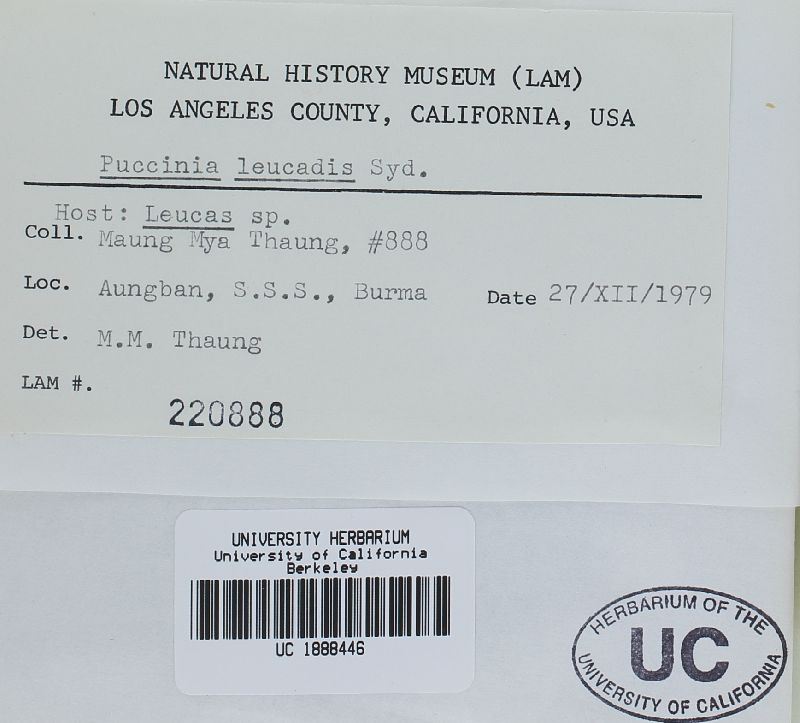 NATURAL HISTORY MUSEUM (LAM)
LOS ANGELES COUNTY, CALIFORNIA, USA
Puccinia leucadis Syd.
Host: Leucas sp.
Coll. Maung Mya Thaung, #888
Loc. Aungban, S.S.S., Burma Date 27/XII/1979
Det. M.M. Thaung
LAM #.
220888
UNIVERSITY HERBARIUM
University of California
Berkeley
UC 1888446
HERBARIUM OF THE
UC
UNIVERSITY OF CALIFORNIA